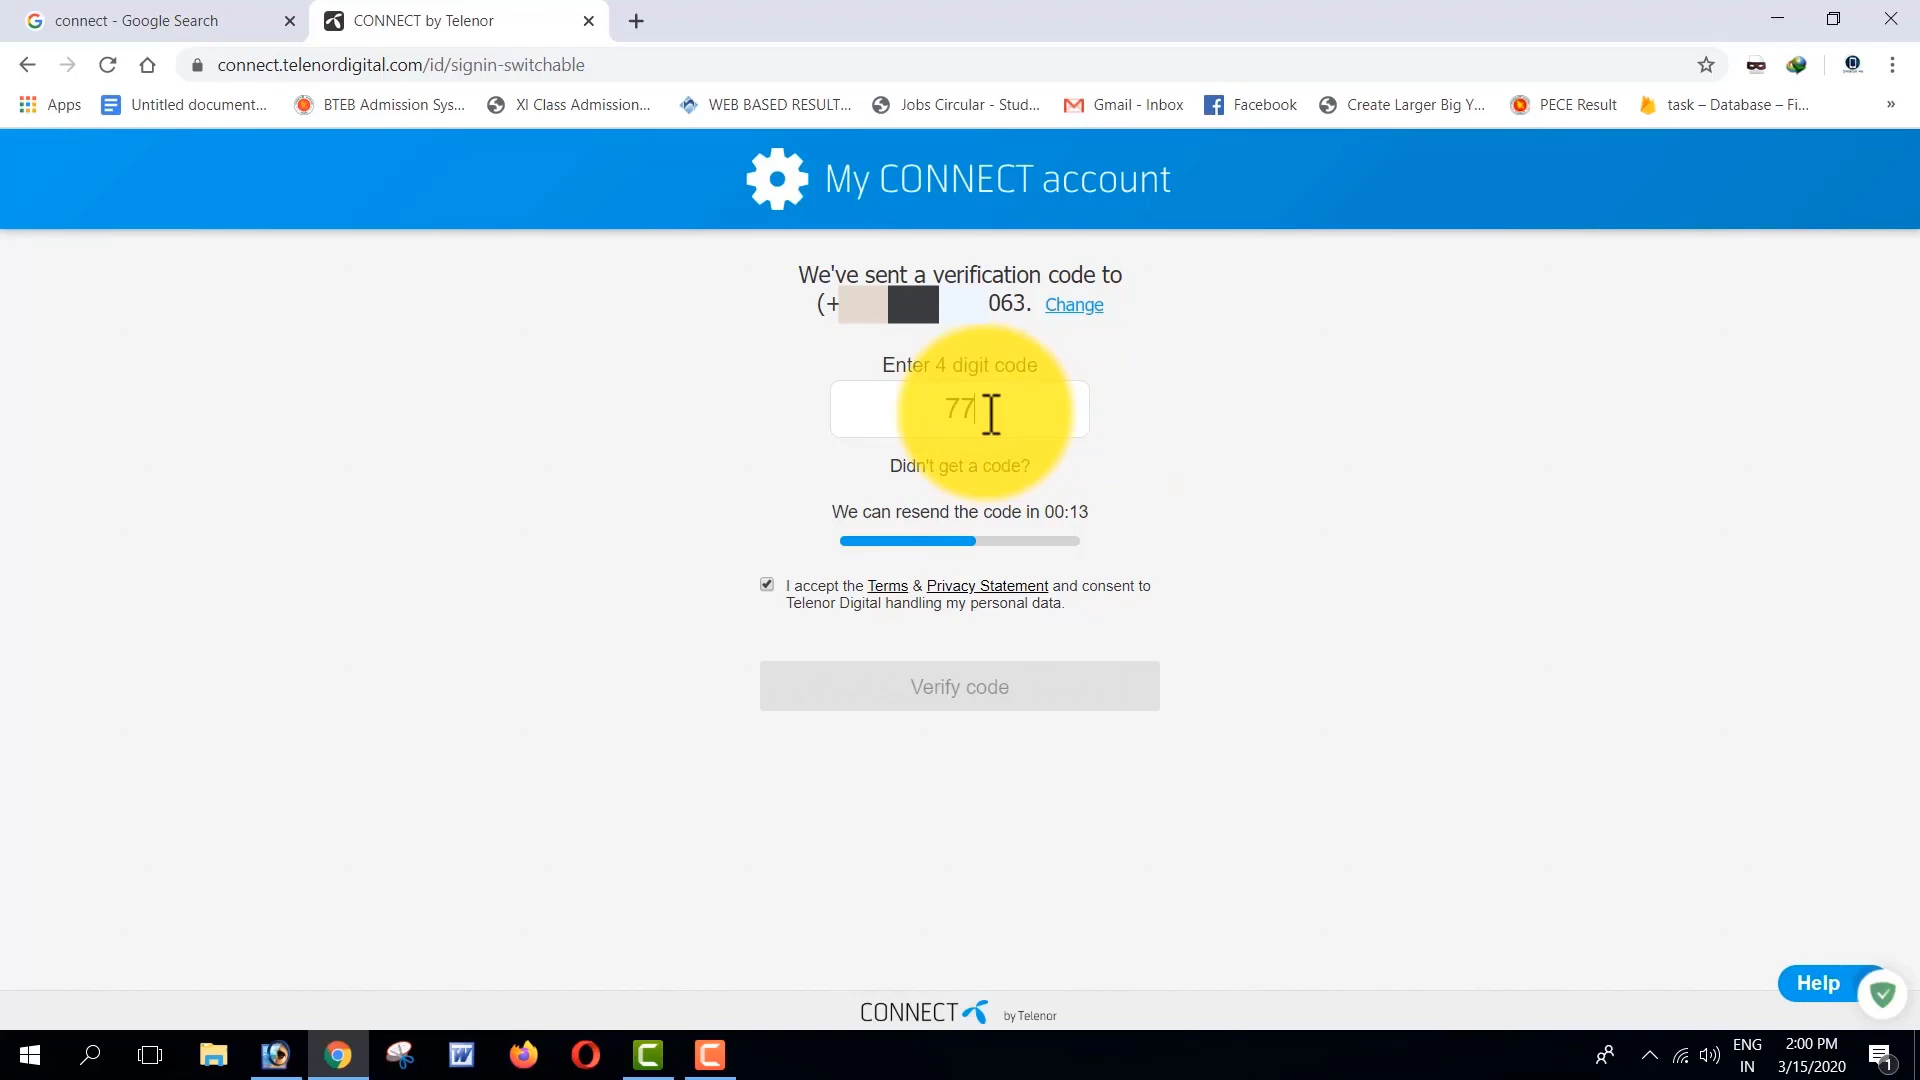 connect - Google Search
CONNECT by Telenor
connect.telenordigital.com/id/signin-switchable
Apps
Untitled document...
BTEB Admission Sys...
XI Class Admission...
WEB BASED RESULT...
Jobs Circular - Stud...
Gmail - Inbox
Facebook
Create Larger Big Y...
PECE Result
task – Database – Fi...
»
My CONNECT account
We've sent a verification code to
(+ 063. Change
Enter 4 digit code
77
Didn't get a code?
We can resend the code in 00:13
I accept the Terms & Privacy Statement and consent to
Telenor Digital handling my personal data.
Verify code
Help
CONNECT by Telenor
ENG
IN
2:00 PM
3/15/2020
1